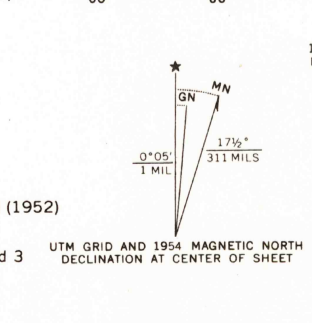 MN
GN
0°05'
1 MIL
17½°
311 MILS
(1952)
d 3
UTM GRID AND 1954 MAGNETIC NORTH
DECLINATION AT CENTER OF SHEET